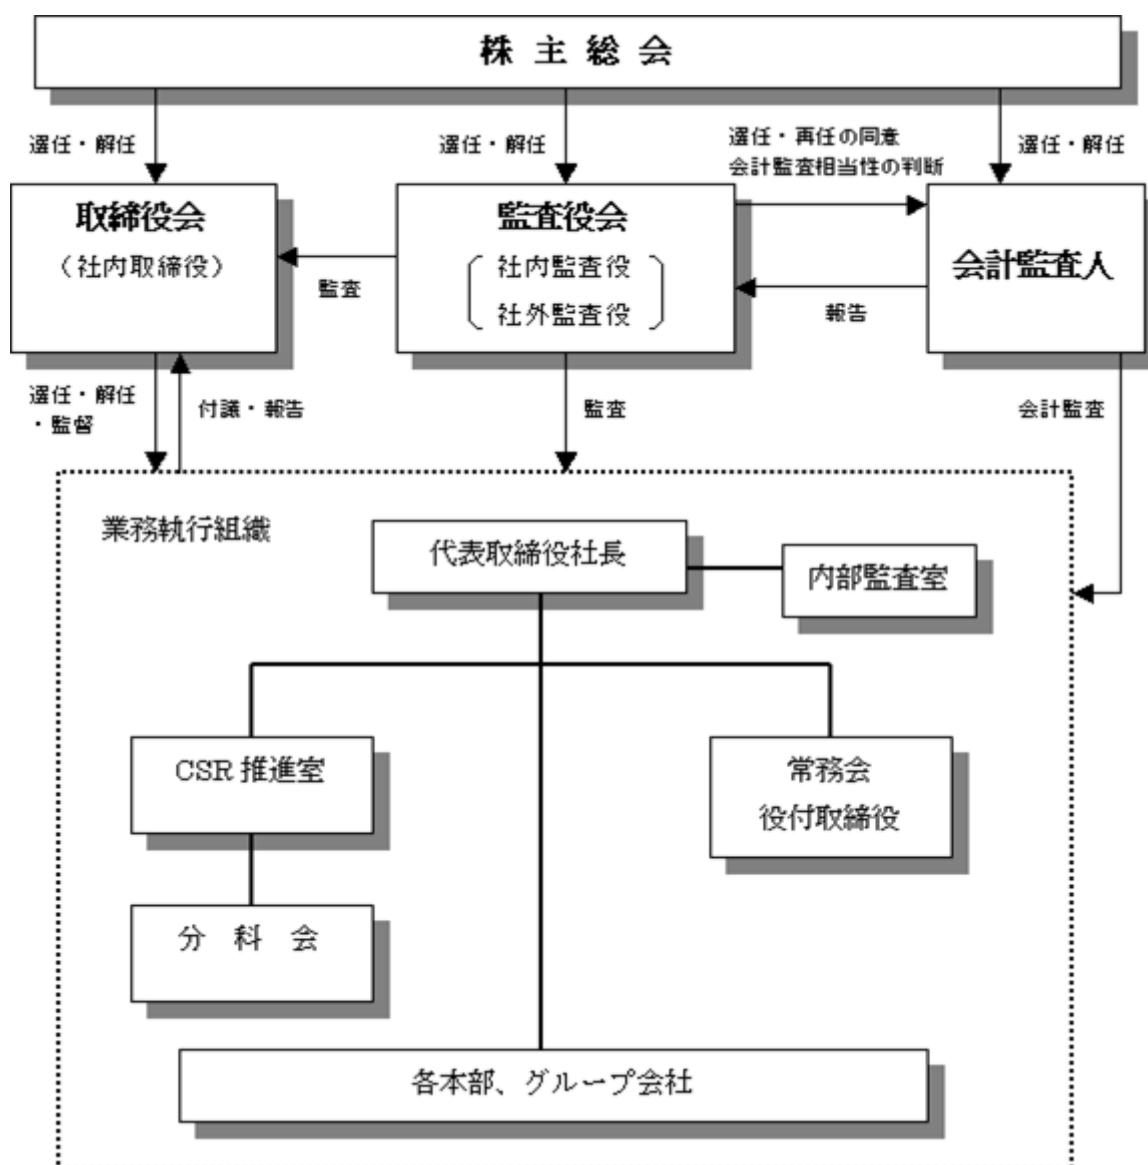 株主総会
選任・解任
選任・解任
選任・再任の同意
会計監査相当性の判断
選任・解任
取締役会
（社内取締役）
監査
監査役会
社内監査役
社外監査役
報告
会計監査人
選任・解任
・監督
付議・報告
監査
会計監査
業務執行組織
代表取締役社長
内部監査室
CSR 推進室
常務会
役付取締役
分　科　会
各本部、グループ会社